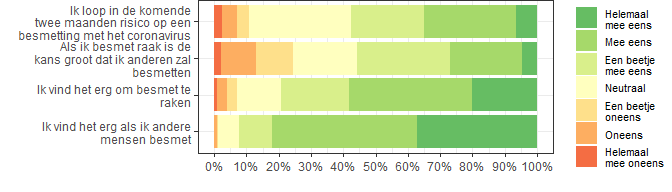 Ik loop in de komende
twee maanden risico op een
besmetting met het coronavirus
Als ik besmet raak is de
kans groot dat ik anderen zal
besmetten
Ik vind het erg om besmet te
raken
Ik vind het erg als ik andere
mensen besmet
0% 10% 20% 30% 40% 50% 60% 70% 80% 90% 100%
Helemaal
mee eens
Mee eens
Een beetje
mee eens
Neutraal
Een beetje
oneens
Oneens
Helemaal
mee oneens